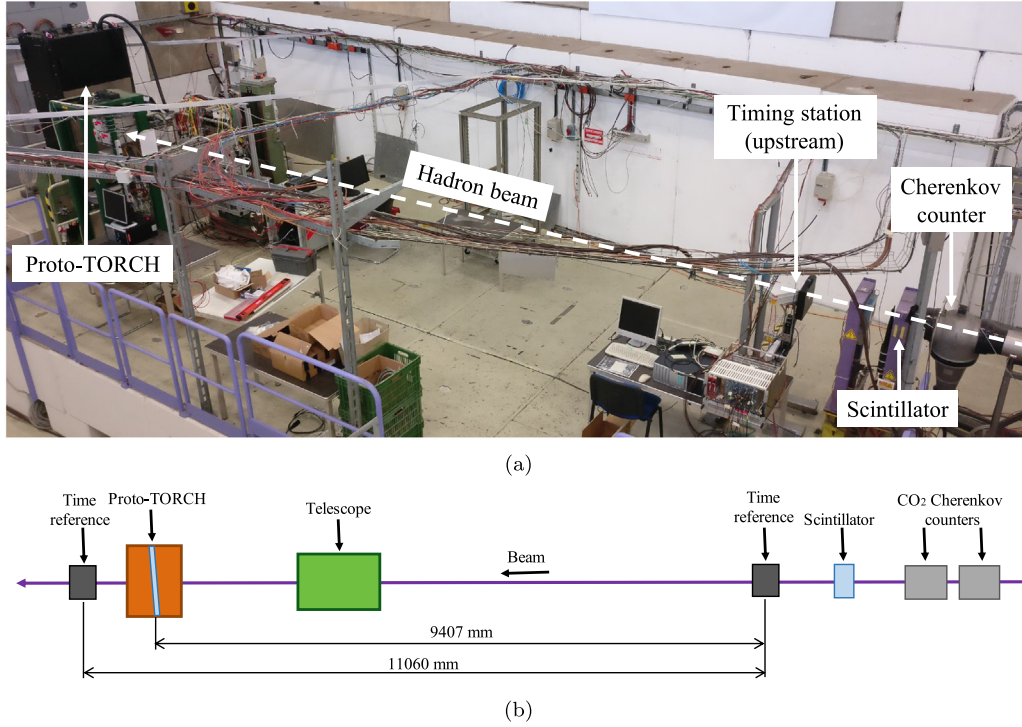 Timing station
(upstream)
Cherenkov
counter
Hadron beam
Proto-TORCH
Scintillator
(a)
Time
reference
Proto-TORCH
Telescope
Beam
Time
reference
Scintillator
CO₂ Cherenkov
counters
9407 mm
11060 mm
(b)